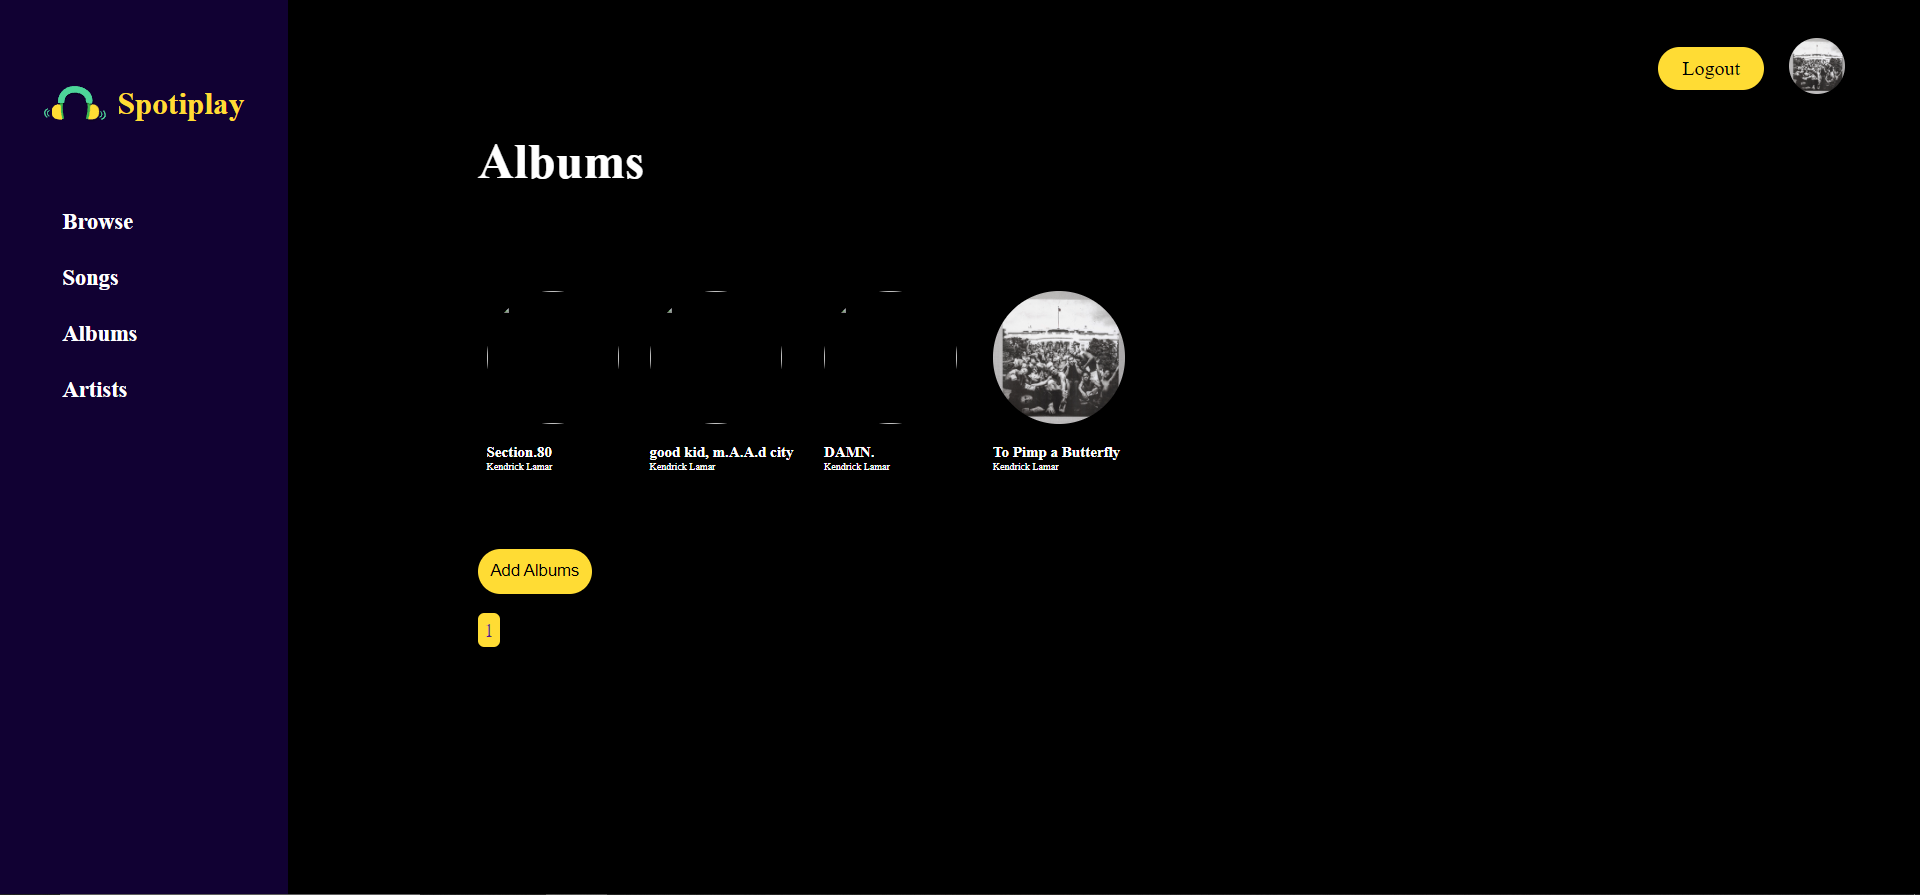 Logout
Spotiplay
Albums
Browse
Songs
Albums
Artists
Section.80
Kendrick Lamar
good kid, m.A.A.d city
Kendrick Lamar
DAMN.
Kendrick Lamar
To Pimp a Butterfly
Kendrick Lamar
Add Albums
1